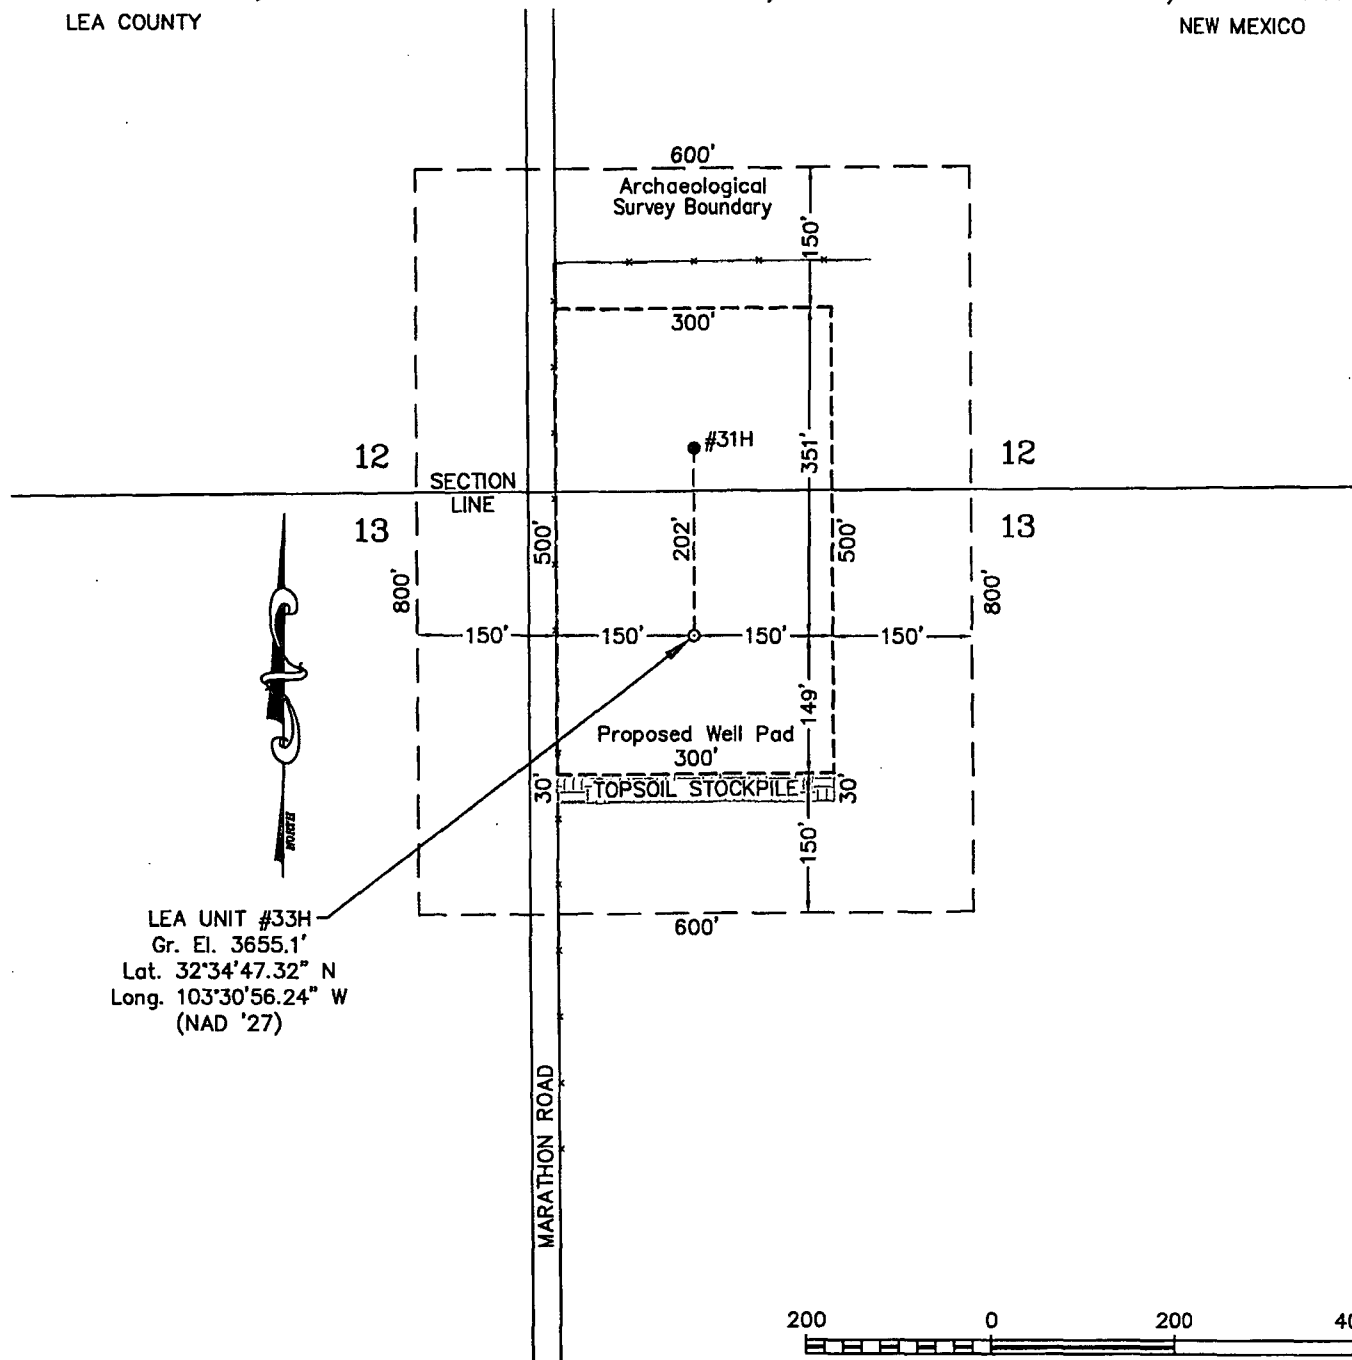 LEA COUNTY
NEW MEXICO
600'
Archaeological
Survey Boundary
150'
300'
#31H
351'
12
12
SECTION
LINE
13
13
500'
202'
500'
800'
800'
150'
150'
150'
150'
149'
Proposed Well Pad
300'
30'
TOPSOIL STOCKPILE
30'
150'
NORTH
600'
LEA UNIT #33H
Gr. El. 3655.1'
Lat. 32°34'47.32" N
Long. 103°30'56.24" W
(NAD '27)
MARATHON ROAD
200
0
200